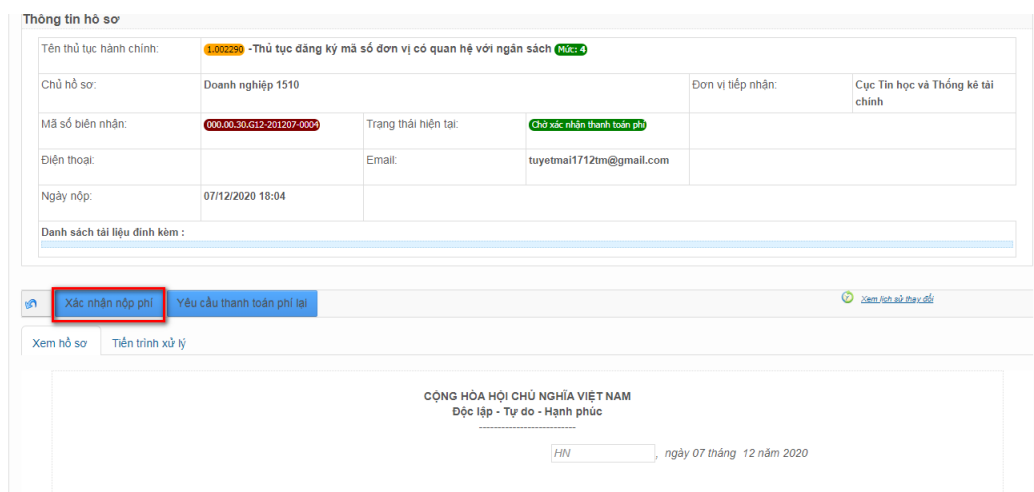 Thông tin hồ sơ
Tên thủ tục hành chính: 1.002290 -Thủ tục đăng ký mã số đơn vị có quan hệ với ngân sách Mức: 4
Chủ hồ sơ: Doanh nghiệp 1510 Đơn vị tiếp nhận: Cục Tin học và Thống kê tài
chính
Mã số biên nhận: 000.00.30.G12-201207-0004 Trạng thái hiện tại: Chờ xác nhận thanh toán phí
Điện thoại: Email: tuyetmai1712tm@gmail.com
Ngày nộp: 07/12/2020 18:04
Danh sách tài liệu đính kèm :
Xác nhận nộp phí Yêu cầu thanh toán phí lại Xem lịch sử thay đổi
Xem hồ sơ Tiến trình xử lý
CỘNG HÒA HỘI CHỦ NGHĨA VIỆT NAM
Độc lập - Tự do - Hạnh phúc
--------------------------
HN , ngày 07 tháng 12 năm 2020